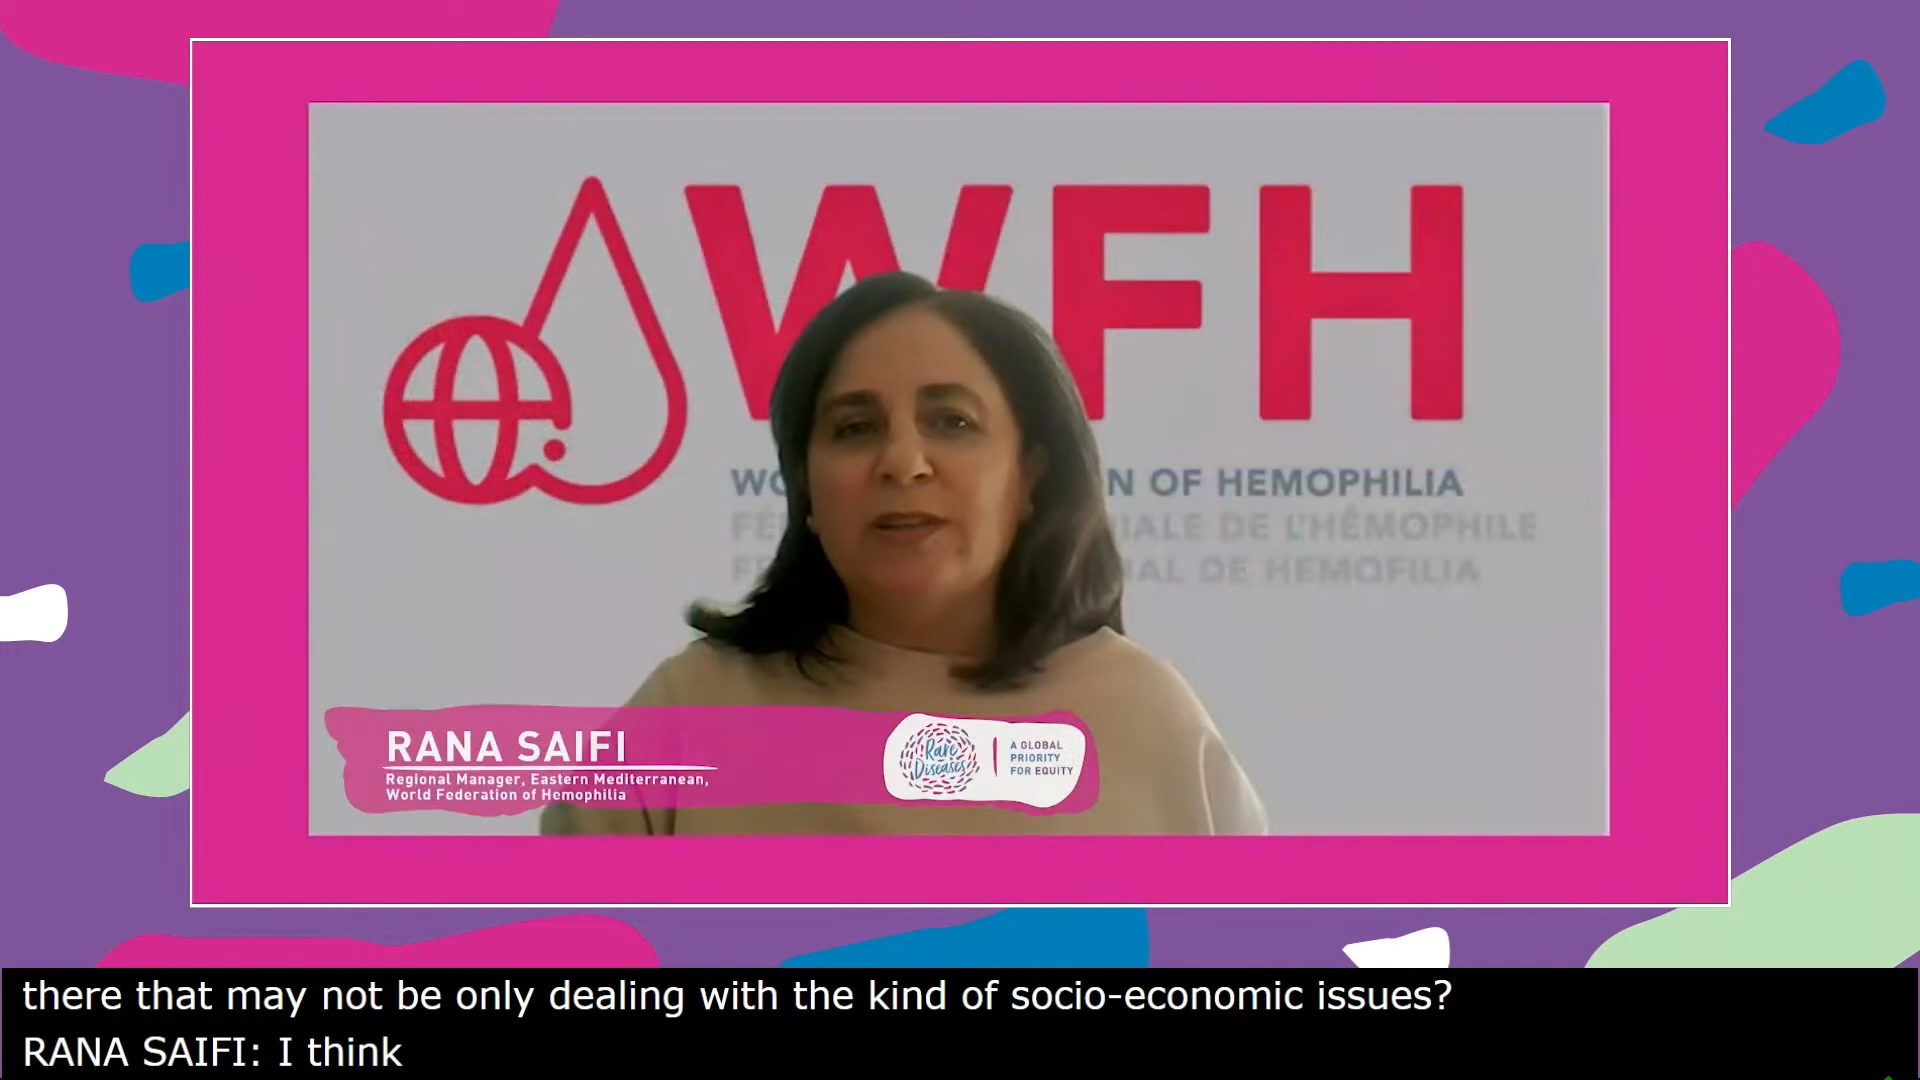 WFH
OF HEMOPHILIA
DE L'HÉMOPHILE
DE HEMOFILIA
RANA SAIFI
Regional Manager, Eastern Mediterranean,
World Federation of Hemophilia
Rare
Diseases
A GLOBAL
PRIORITY
FOR EQUITY
there that may not be only dealing with the kind of socio-economic issues?
RANA SAIFI: I think